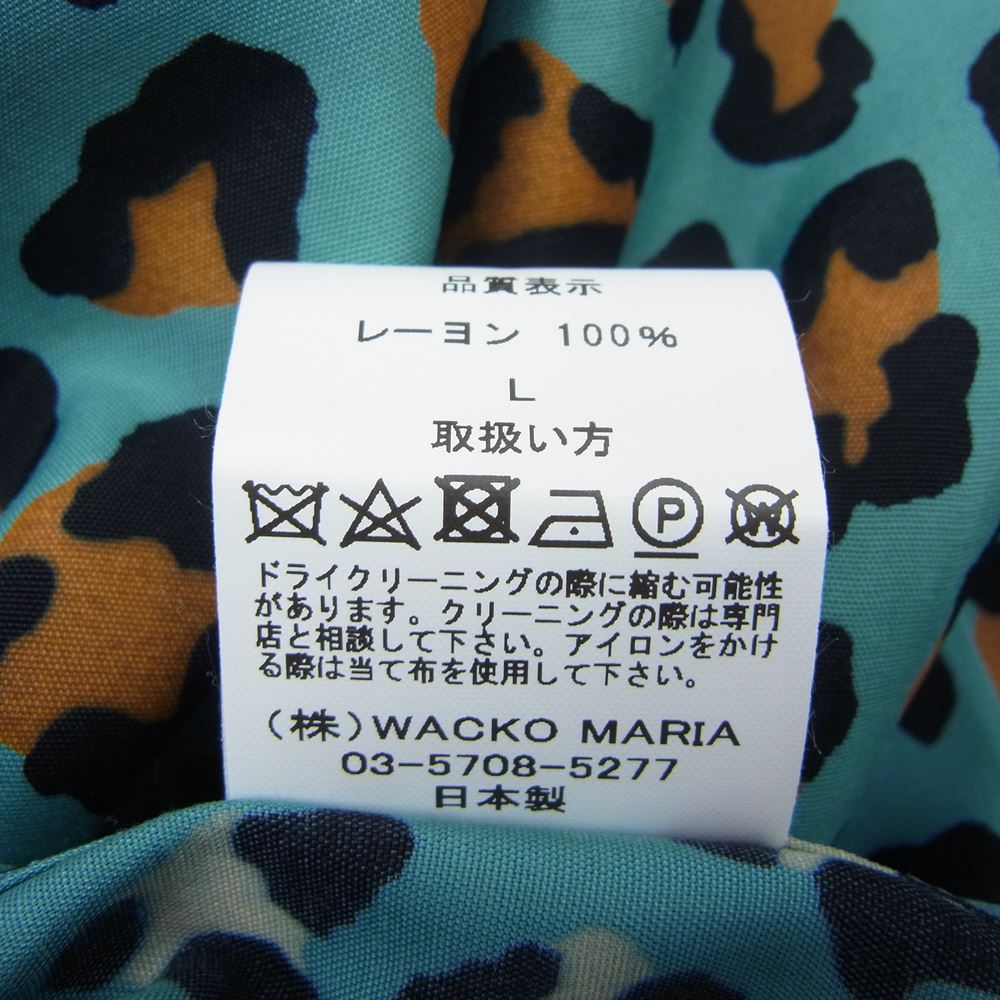 品質表示
レーヨン 100%
L
取扱い方
P W
ドライクリーニングの際に縮む可能性
があります。クリーニングの際は専門
店と相談して下さい。アイロンをかけ
る際は当て布を使用して下さい。
(株)WACKO MARIA
03-5708-5277
日本製